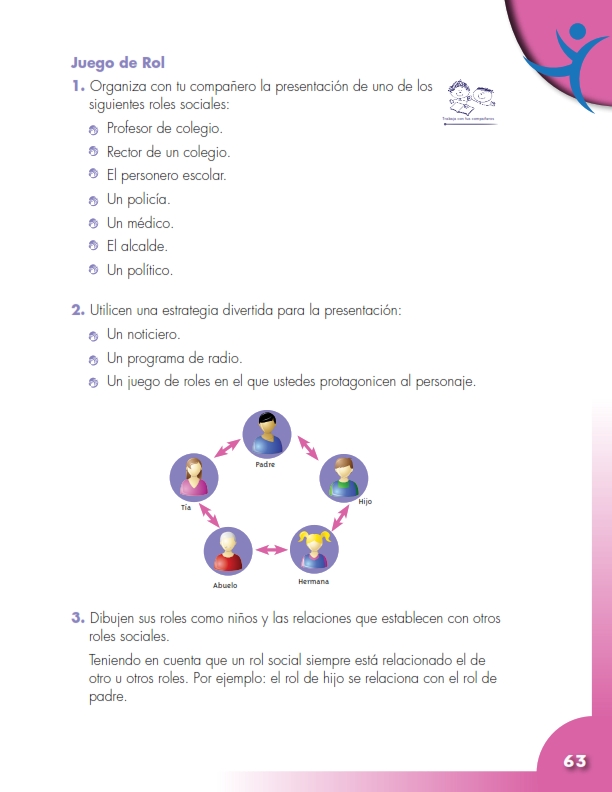 Juego de Rol
1. Organiza con tu compañero la presentación de uno de los
siguientes roles sociales:
Trabaja con los compañeros
Profesor de colegio.
Rector de un colegio.
El personero escolar.
Un policía.
Un médico.
El alcalde.
Un político.
2. Utilicen una estrategia divertida para la presentación:
Un noticiero.
Un programa de radio.
Un juego de roles en el que ustedes protagonicen al personaje.
Padre
Tía
Hijo
Abuelo
Hermana
3. Dibujen sus roles como niños y las relaciones que establecen con otros
roles sociales.
Teniendo en cuenta que un rol social siempre está relacionado el de
otro u otros roles. Por ejemplo: el rol de hijo se relaciona con el rol de
padre.
63